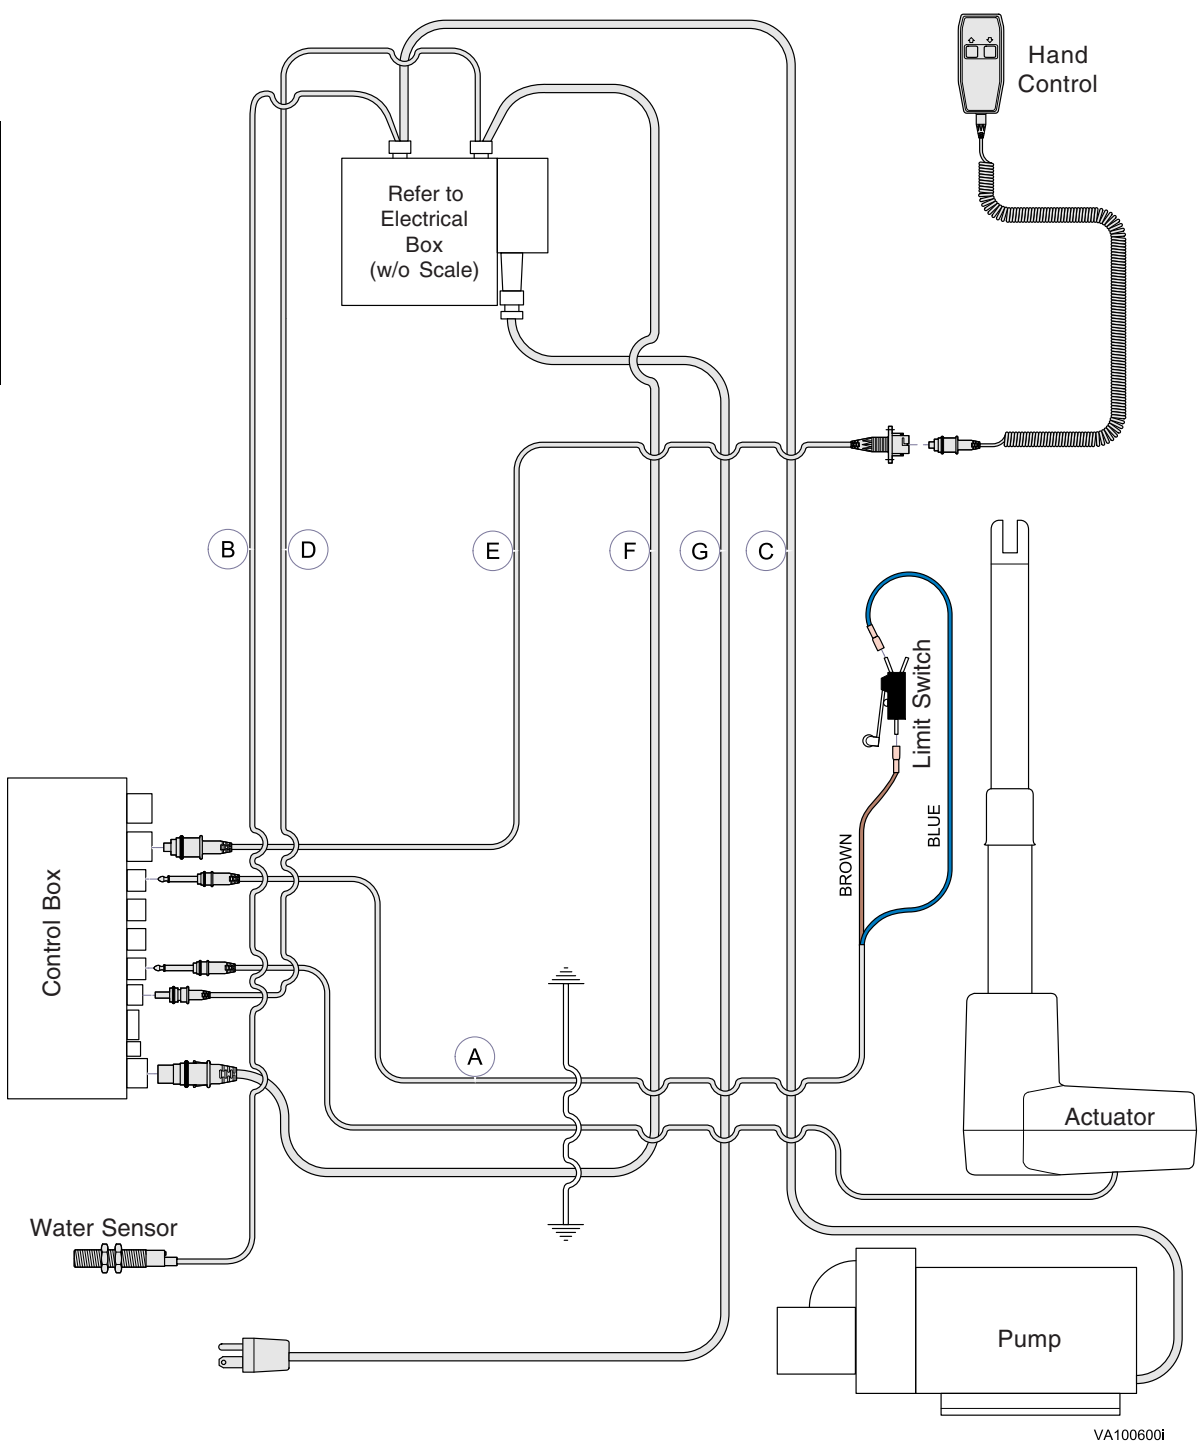 Hand
Control
Refer to
Electrical
Box
(w/o Scale)
B
D
E
F
G
C
Limit Switch
BROWN
BLUE
Control Box
A
Actuator
Water Sensor
Pump
VA100600i